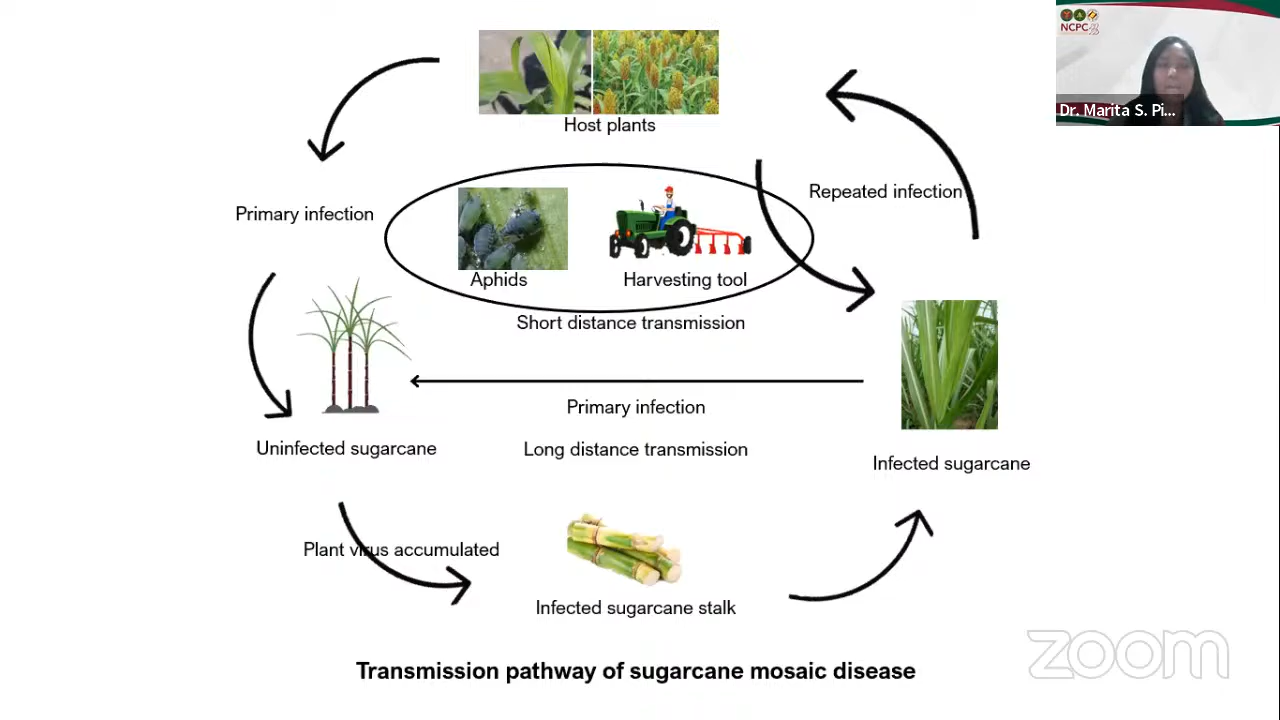 NCPC
Dr. Marita S. Pi...
Host plants
Repeated infection
Primary infection
Aphids
Harvesting tool
Short distance transmission
Primary infection
Long distance transmission
Uninfected sugarcane
Infected sugarcane
Plant virus accumulated
Infected sugarcane stalk
zoom
Transmission pathway of sugarcane mosaic disease